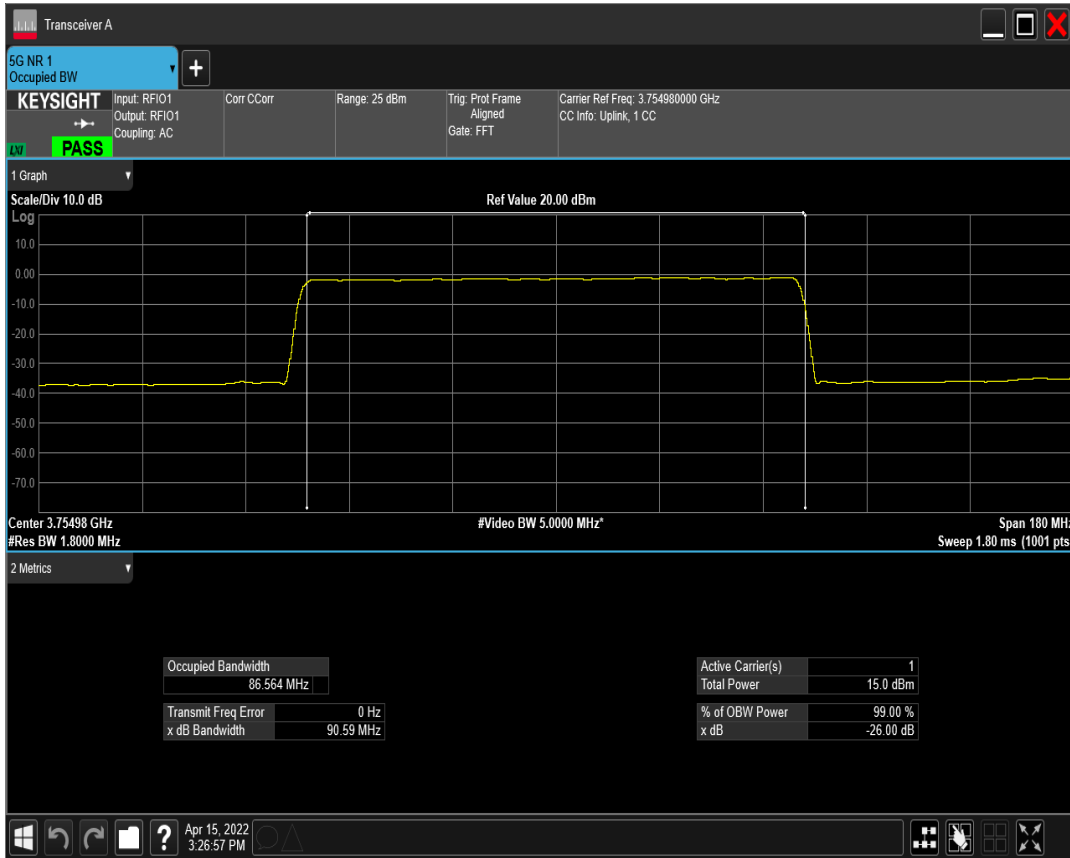 Transceiver A
5G NR 1
Occupied BW
+
KEYSIGHT
LXI
PASS
Input: RFIO1
Output: RFIO1
Coupling: AC
Corr CCorr
Range: 25 dBm
Trig: Prot Frame
Aligned
Gate: FFT
Carrier Ref Freq: 3.754980000 GHz
CC Info: Uplink, 1 CC
1 Graph
Scale/Div 10.0 dB
Ref Value 20.00 dBm
Log
10.0
0.00
-10.0
-20.0
-30.0
-40.0
-50.0
-60.0
-70.0
Center 3.75498 GHz
#Video BW 5.0000 MHz*
Span 180 MHz
#Res BW 1.8000 MHz
Sweep 1.80 ms (1001 pts
2 Metrics
Occupied Bandwidth
86.564 MHz
Transmit Freq Error 0 Hz
x dB Bandwidth 90.59 MHz
Active Carrier(s) 1
Total Power 15.0 dBm
% of OBW Power 99.00 %
x dB -26.00 dB
?
Apr 15, 2022
3:26:57 PM